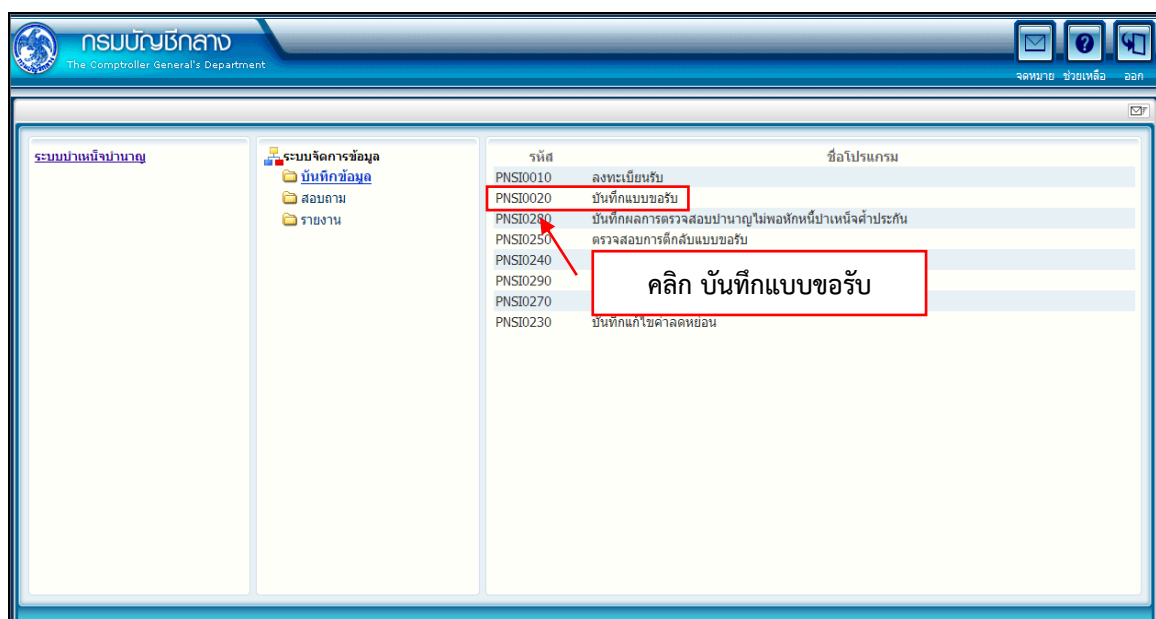 กรมบัญชีกลาง
The Comptroller General's Department
จดหมาย ช่วยเหลือ ออก
ระบบบำเหน็จบำนาญ
ระบบจัดการข้อมูล
บันทึกข้อมูล
สอบถาม
รายงาน
รหัส ชื่อโปรแกรม
PNSI0010 ลงทะเบียนรับ
PNSI0020 บันทึกแบบขอรับ
PNSI0280 บันทึกผลการตรวจสอบบำนาญไม่พอหักหนี้บำเหน็จค้ำประกัน
PNSI0250 ตรวจสอบการตีกลับแบบขอรับ
PNSI0240
PNSI0290
PNSI0270
PNSI0230 บันทึกแก้ไขค่าลดหย่อน
คลิก บันทึกแบบขอรับ